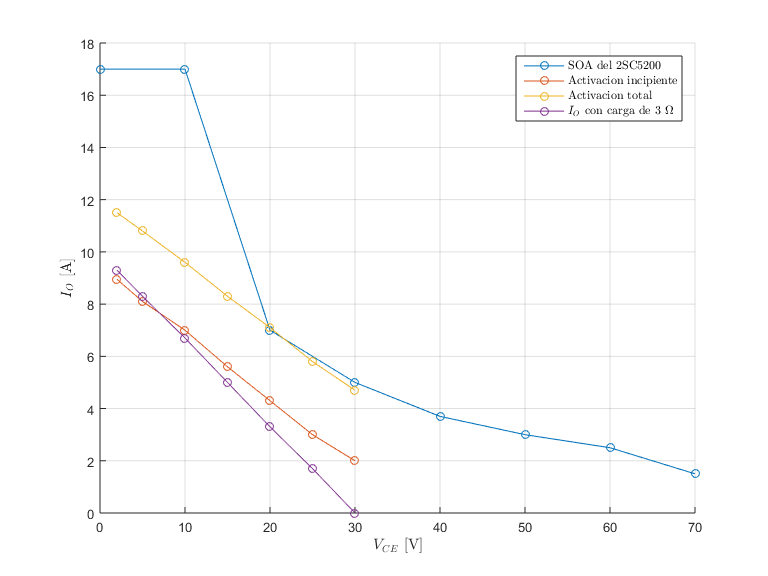 18
16
14
12
10
8
6
4
2
0
I_O [A]
SOA del 2SC5200
Activacion incipiente
Activacion total
I_O con carga de 3 Ω
0 10 20 30 40 50 60 70
V_CE [V]